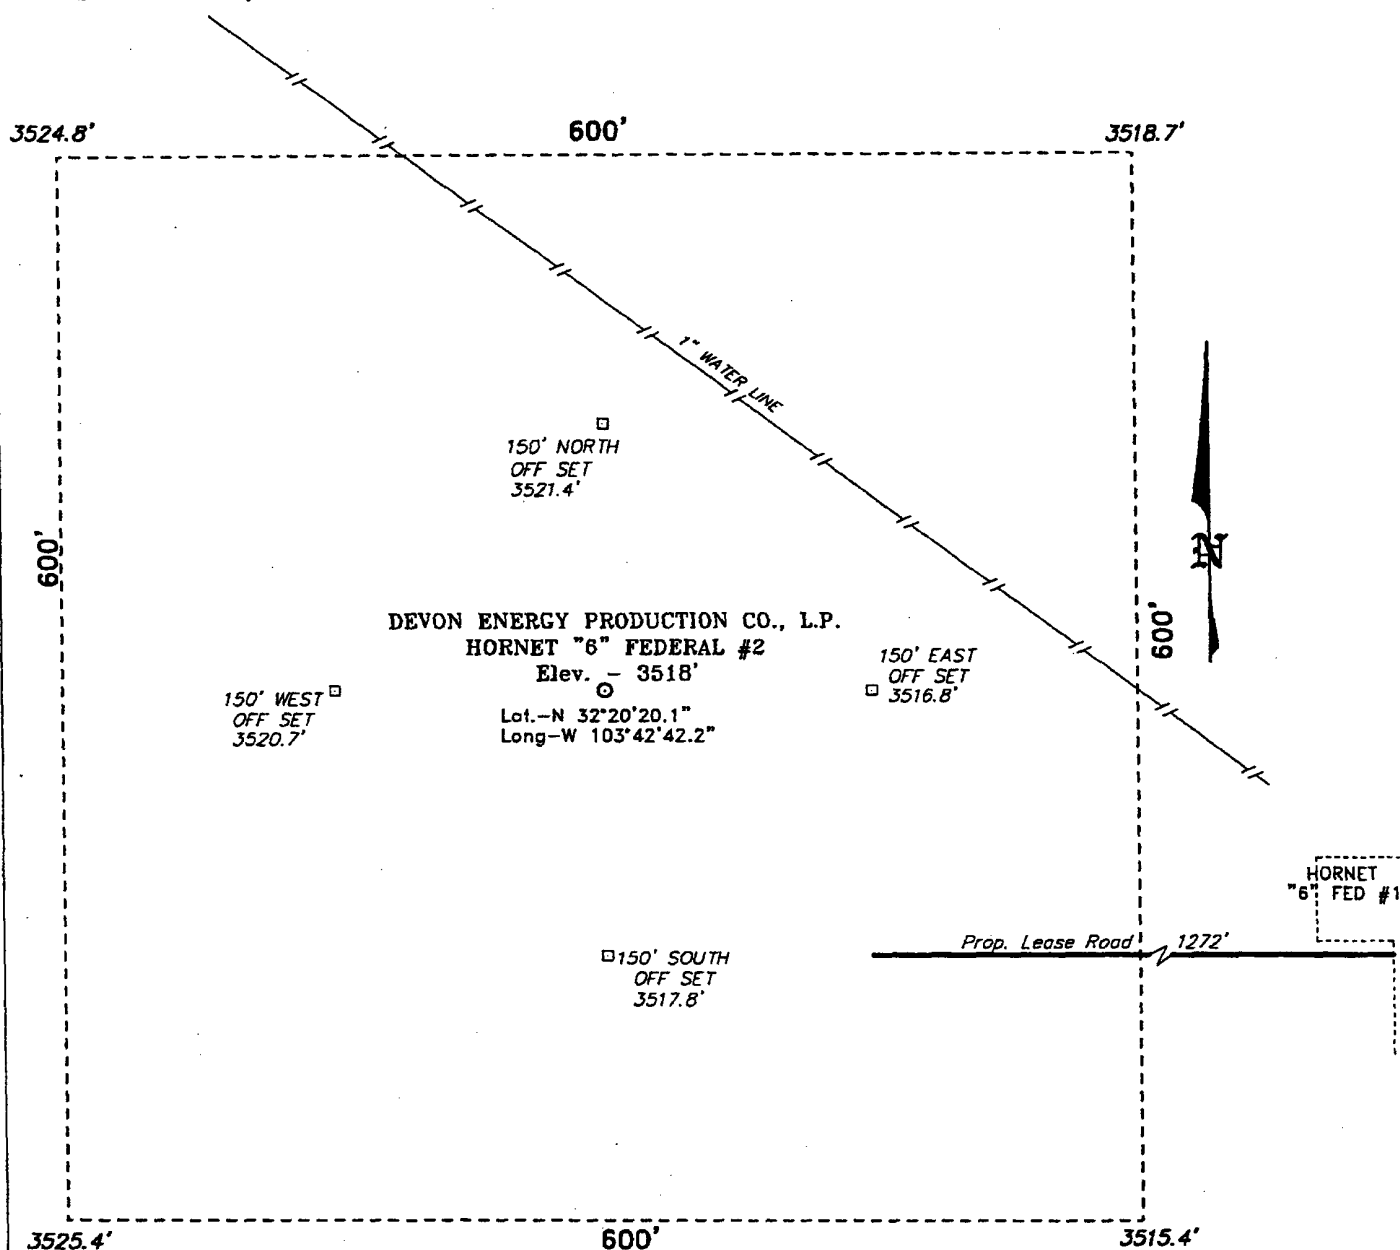 3524.8'
600'
3518.7'
1" WATER LINE
150' NORTH
OFF SET
3521.4'
600'
N
600'
DEVON ENERGY PRODUCTION CO., L.P.
HORNET "6" FEDERAL #2
Elev. - 3518'
Lat.-N 32°20'20.1"
Long-W 103°42'42.2"
150' EAST
OFF SET
3516.8'
150' WEST
OFF SET
3520.7'
HORNET
"6" FED #1
Prop. Lease Road
1272'
150' SOUTH
OFF SET
3517.8'
3525.4'
600'
3515.4'